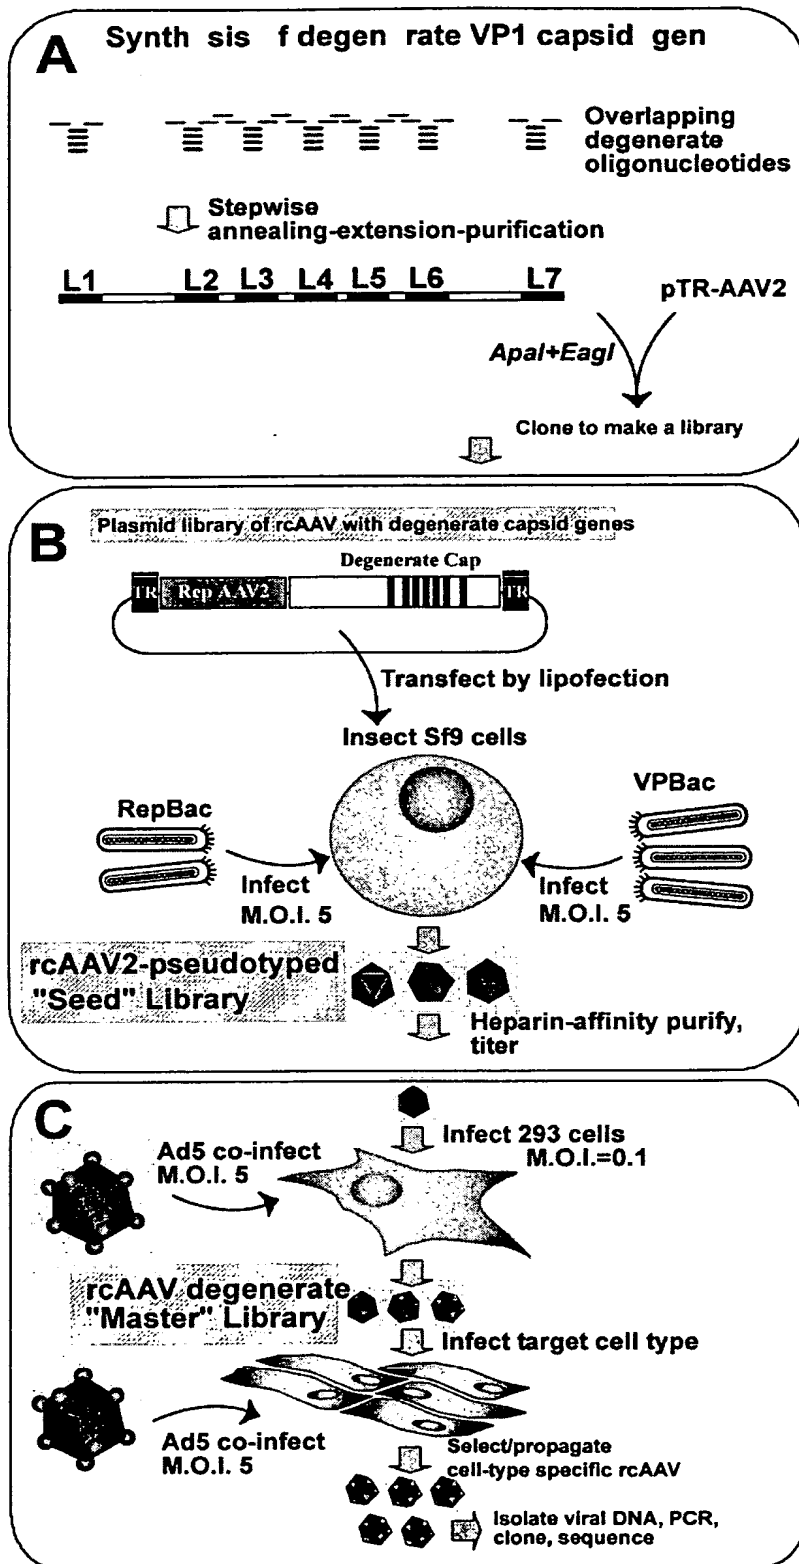 A
Synth sis f degen rate VP1 capsid gen
Overlapping
degenerate
oligonucleotides
Stepwise
annealing-extension-purification
L1 L2 L3 L4 L5 L6 L7
pTR-AAV2
ApaI+EagI
Clone to make a library
B
Plasmid library of rcAAV with degenerate capsid genes
Degenerate Cap
TR Rep AAV2 TR
Transfect by lipofection
Insect Sf9 cells
RepBac
VPBac
Infect
M.O.I. 5
Infect
M.O.I. 5
rcAAV2-pseudotyped
"Seed" Library
Heparin-affinity purify,
titer
C
Ad5 co-infect
M.O.I. 5
Infect 293 cells
M.O.I.=0.1
rcAAV degenerate
"Master" Library
Infect target cell type
Ad5 co-infect
M.O.I. 5
Select/propagate
cell-type specific rcAAV
Isolate viral DNA, PCR,
clone, sequence